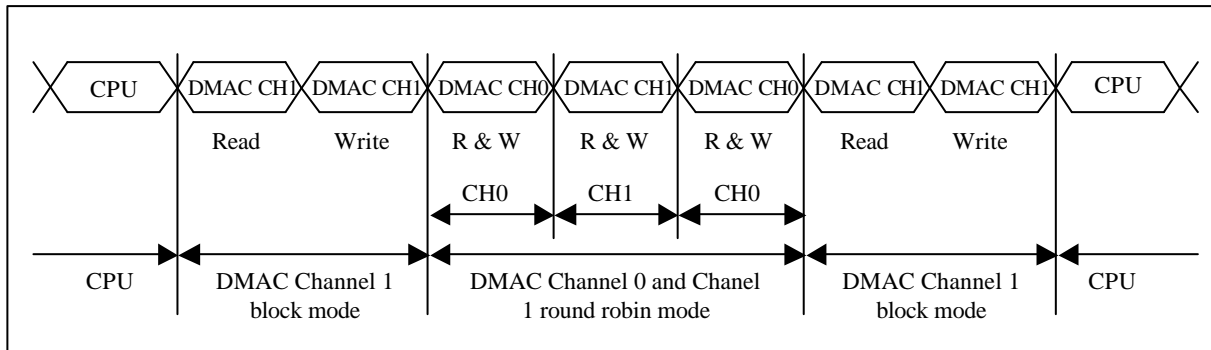 CPU DMAC CH1 DMAC CH1 DMAC CH0 DMAC CH1 DMAC CH0 DMAC CH1 DMAC CH1 CPU
Read Write R & W R & W R & W Read Write
CH0 CH1 CH0
CPU DMAC Channel 1 DMAC Channel 0 and Chanel DMAC Channel 1 CPU
block mode 1 round robin mode block mode